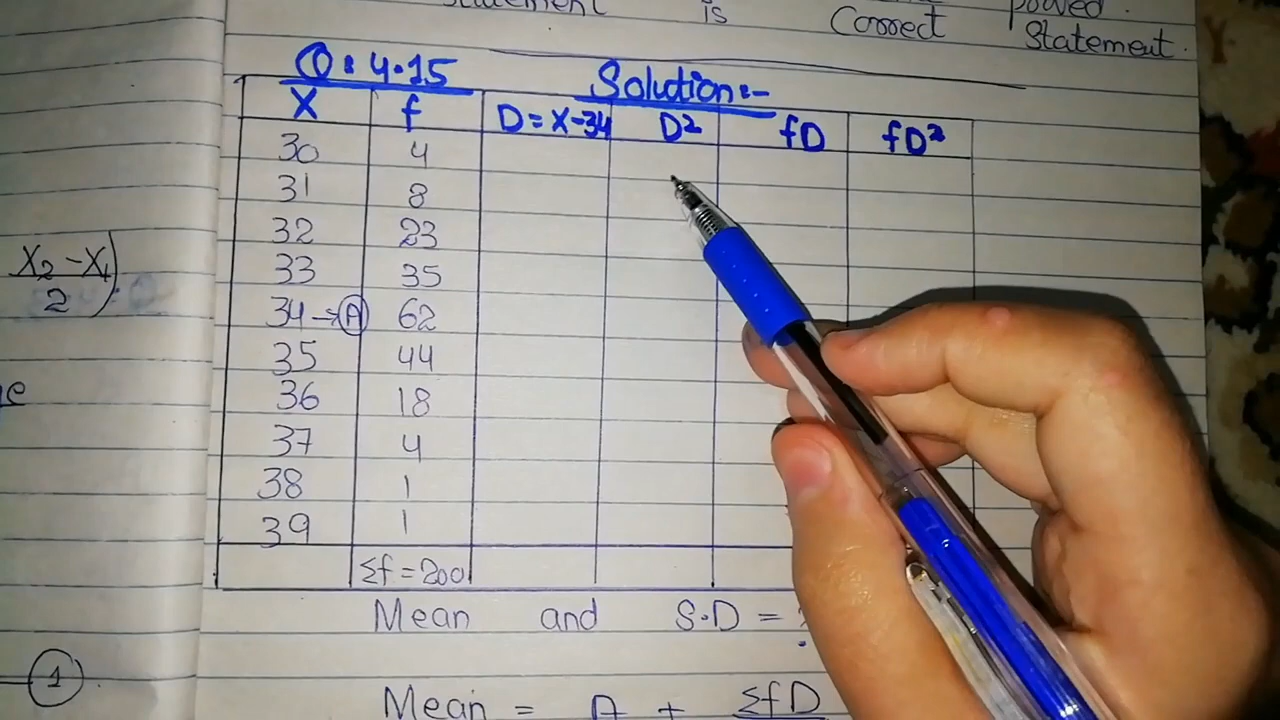 is Correct
Statement.
Q: 4.15 Solution:-
X f D = X-34 D² fD fD²
30 4
31 8
32 23
33 35
34 → A 62
35 44
36 18
37 4
38 1
39 1
Σf = 200
Mean and S.D =
Mean = A + ΣfD
X₂ - X₁
2
1